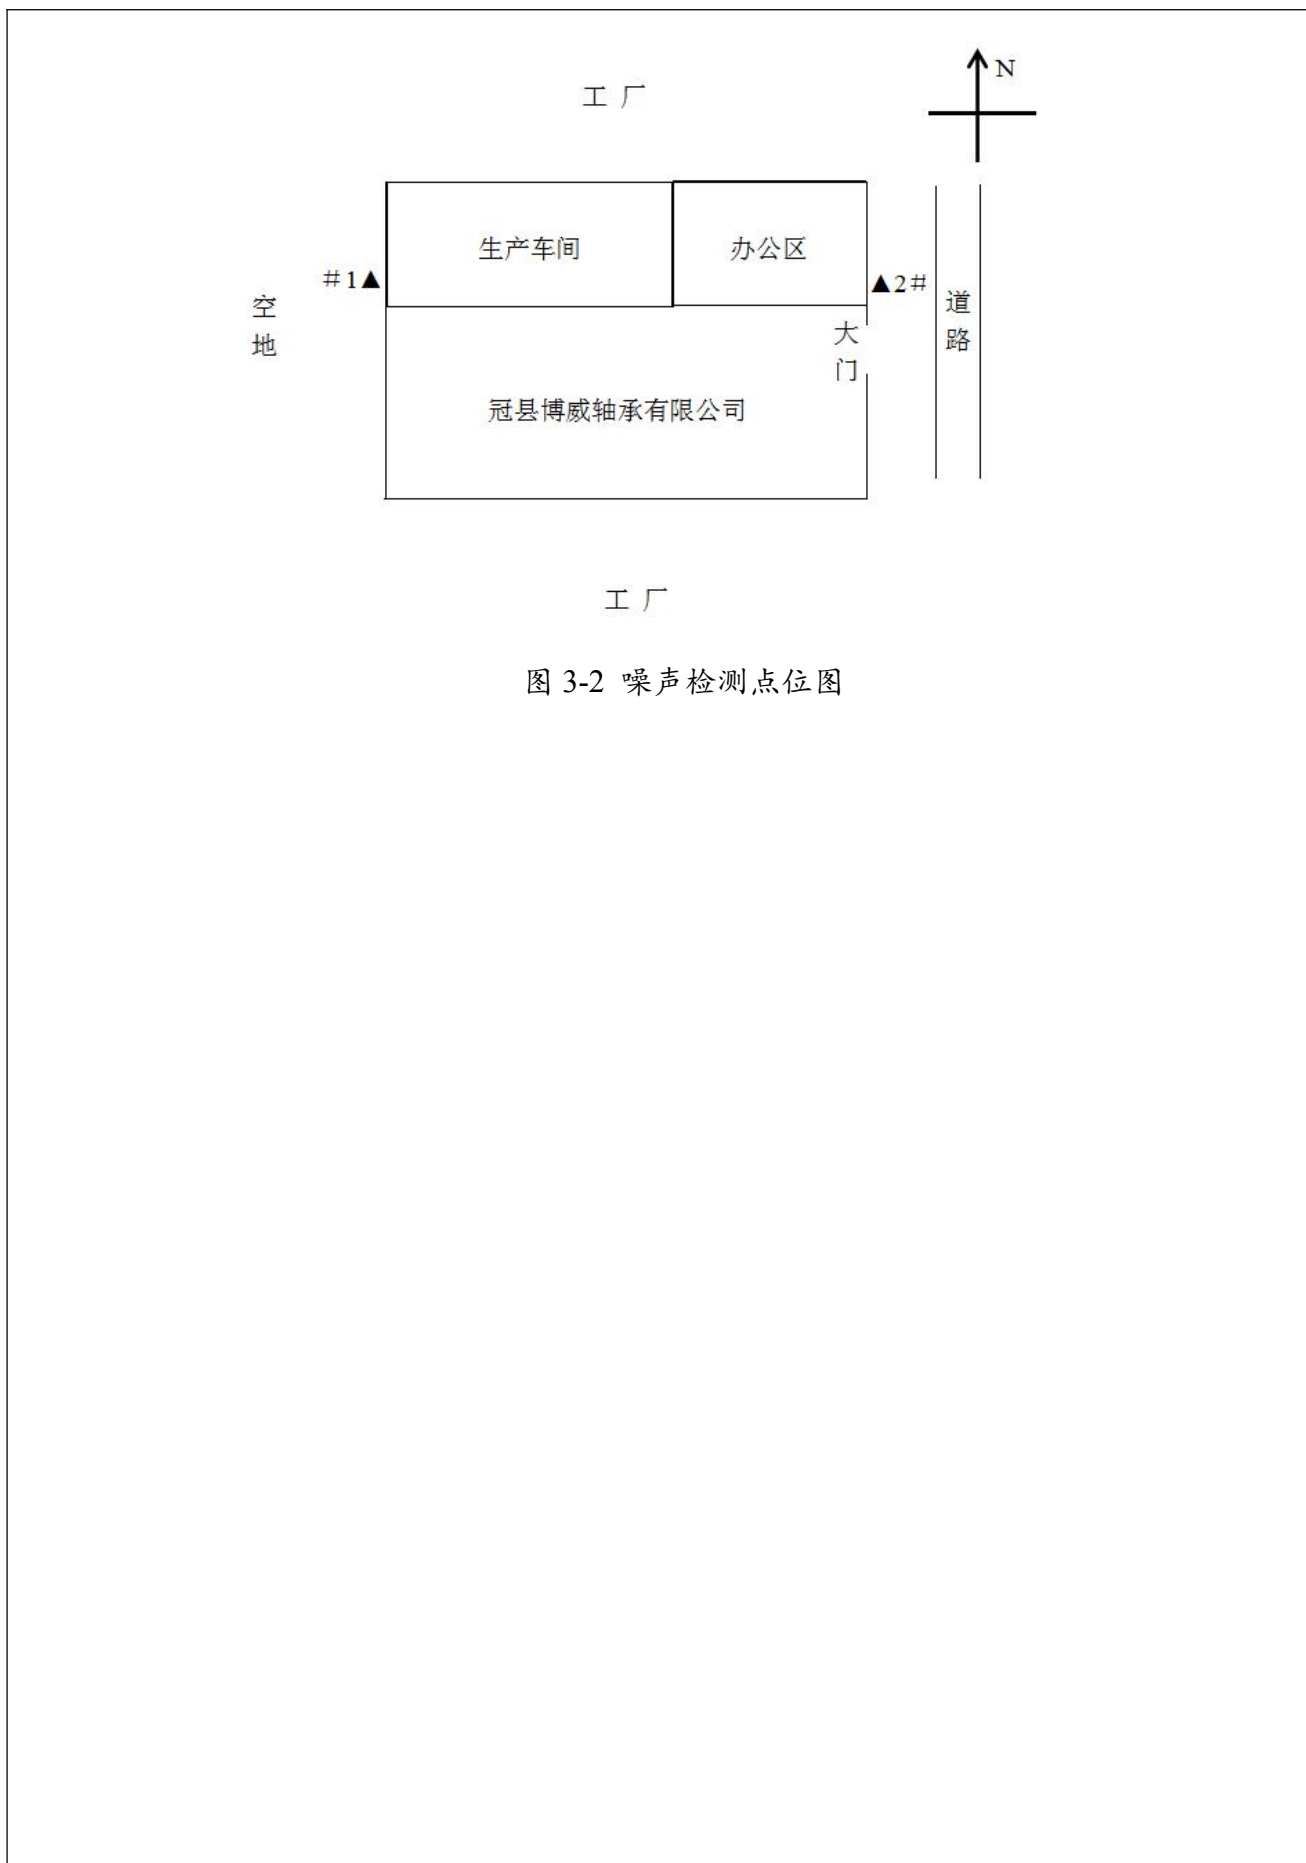 N
工 厂
生产车间
办公区
#1▲
▲2#
空
地
道
路
大
门
冠县博威轴承有限公司
工 厂
图 3-2 噪声检测点位图